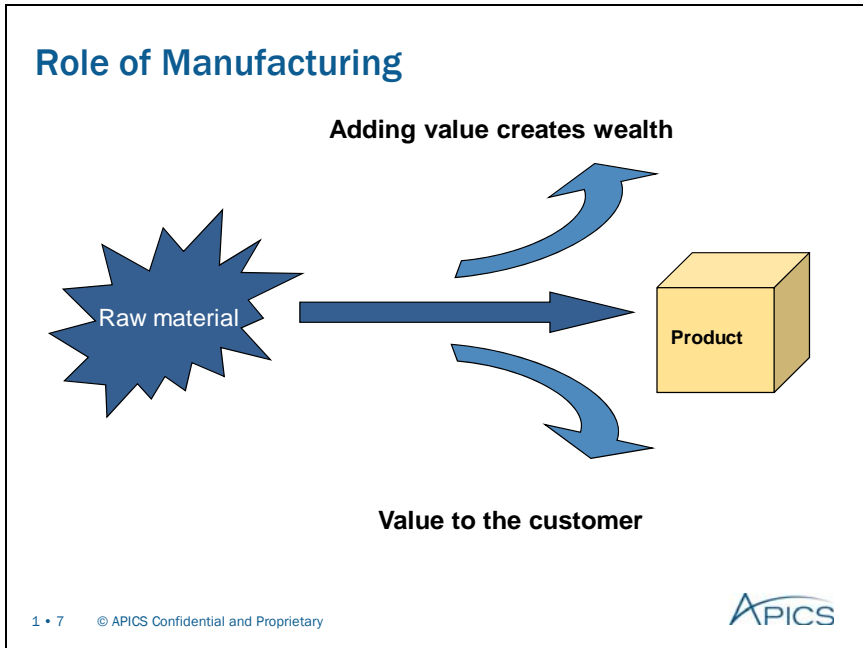 Role of Manufacturing
Adding value creates wealth
Raw material
Product
Value to the customer
1 • 7 © APICS Confidential and Proprietary
APICS